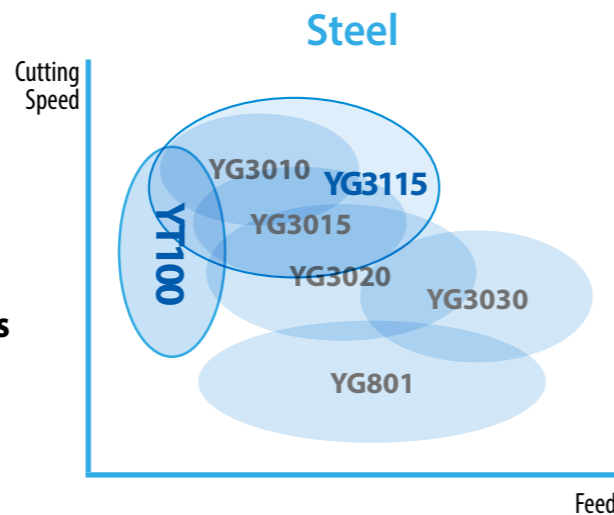 Steel
Cutting
Speed
YG3010
YG3115
YT100
YG3015
YG3020
YG3030
s
YG801
Feed